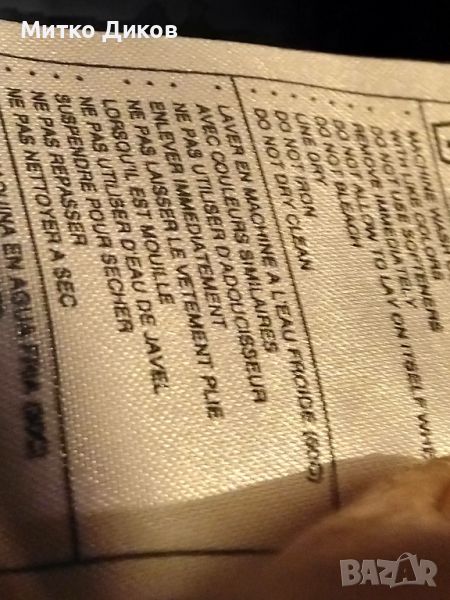 Митко Диков
MACHINE WASH
WITH LIKE COLORS
DO NOT USE SOFTENERS
REMOVE IMMEDIATELY
DO NOT ALLOW TO LAY ON ITSELF WHE
DO NOT BLEACH
LINE DRY
DO NOT IRON
DO NOT DRY CLEAN
LAVER EN MACHINE A L'EAU FROIDE
AVEC COULEURS SIMILAIRES
NE PAS UTILISER D'ADOUCISSEUR
ENLEVER IMMEDIATEMENT
NE PAS LAISSER LE VETEMENT PLIE
LORSQU'IL EST MOUILLE
NE PAS UTILISER D'EAU DE JAVEL
SUSPENDRE POUR SECHER
NE PAS REPASSER
NE PAS NETTOYER A SEC
QUINA EN AGUA FRIA
BAZAR